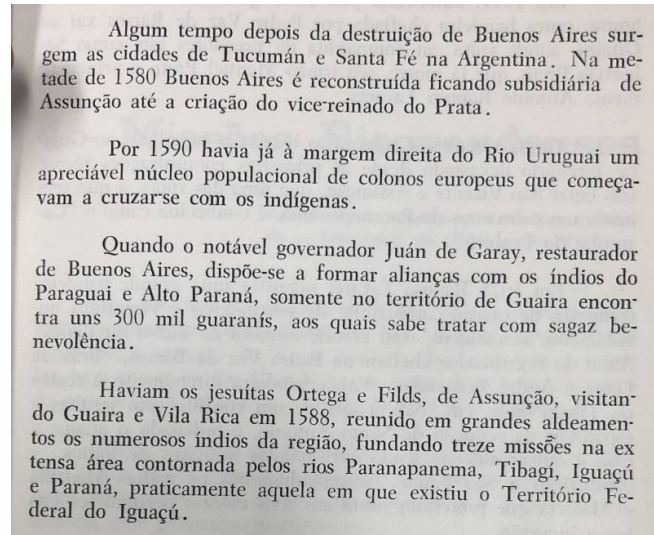 Algum tempo depois da destruição de Buenos Aires sur-
gem as cidades de Tucumán e Santa Fé na Argentina. Na me-
tade de 1580 Buenos Aires é reconstruída ficando subsidiária de
Assunção até a criação do vice-reinado do Prata.
Por 1590 havia já à margem direita do Rio Uruguai um
apreciável núcleo populacional de colonos europeus que começa-
vam a cruzar-se com os indígenas.
Quando o notável governador Juán de Garay, restaurador
de Buenos Aires, dispõe-se a formar alianças com os índios do
Paraguai e Alto Paraná, somente no território de Guaira encon
tra uns 300 mil guaranís, aos quais sabe tratar com sagaz be-
nevolência.
Haviam os jesuítas Ortega e Filds, de Assunção, visitan-
do Guaira e Vila Rica em 1588, reunido em grandes aldeamen-
tos os numerosos índios da região, fundando treze missões na ex
tensa área contornada pelos rios Paranapanema, Tibagí, Iguaçú
e Paraná, praticamente aquela em que existiu o Território Fe-
deral do Iguaçú.